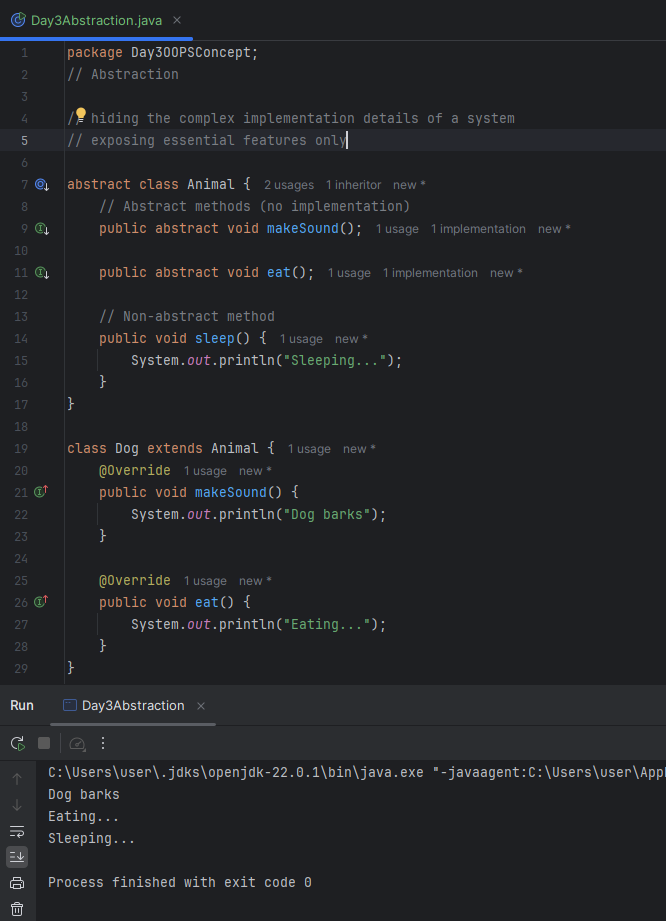 Day3Abstraction.java ×
1 package Day3OOPSConcept;
2 // Abstraction
3
4 // hiding the complex implementation details of a system
5 // exposing essential features only
6
7 abstract class Animal { 2 usages 1 inheritor new *
8 // Abstract methods (no implementation)
9 public abstract void makeSound(); 1 usage 1 implementation new *
10
11 public abstract void eat(); 1 usage 1 implementation new *
12
13 // Non-abstract method
14 public void sleep() { 1 usage new *
15 System.out.println("Sleeping...");
16 }
17 }
18
19 class Dog extends Animal { 1 usage new *
20 @Override 1 usage new *
21 public void makeSound() {
22 System.out.println("Dog barks");
23 }
24
25 @Override 1 usage new *
26 public void eat() {
27 System.out.println("Eating...");
28 }
29 }
Run Day3Abstraction ×
C:\Users\user\.jdks\openjdk-22.0.1\bin\java.exe "-javaagent:C:\Users\user\App
Dog barks
Eating...
Sleeping...
Process finished with exit code 0